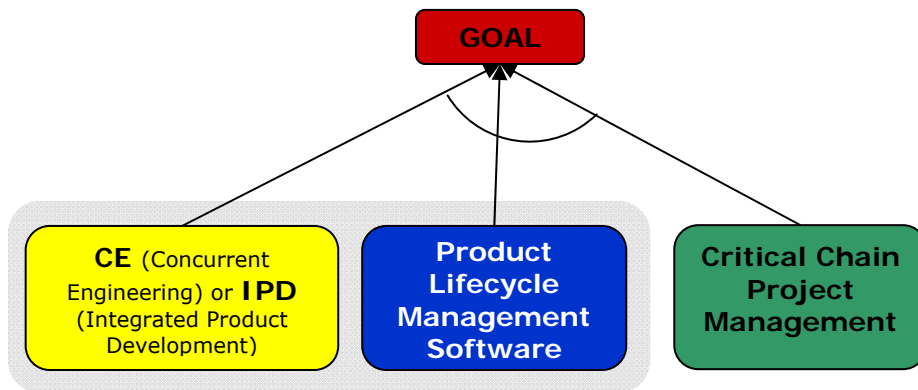 GOAL
CE (Concurrent
Engineering) or IPD
(Integrated Product
Development)
Product
Lifecycle
Management
Software
Critical Chain
Project
Management